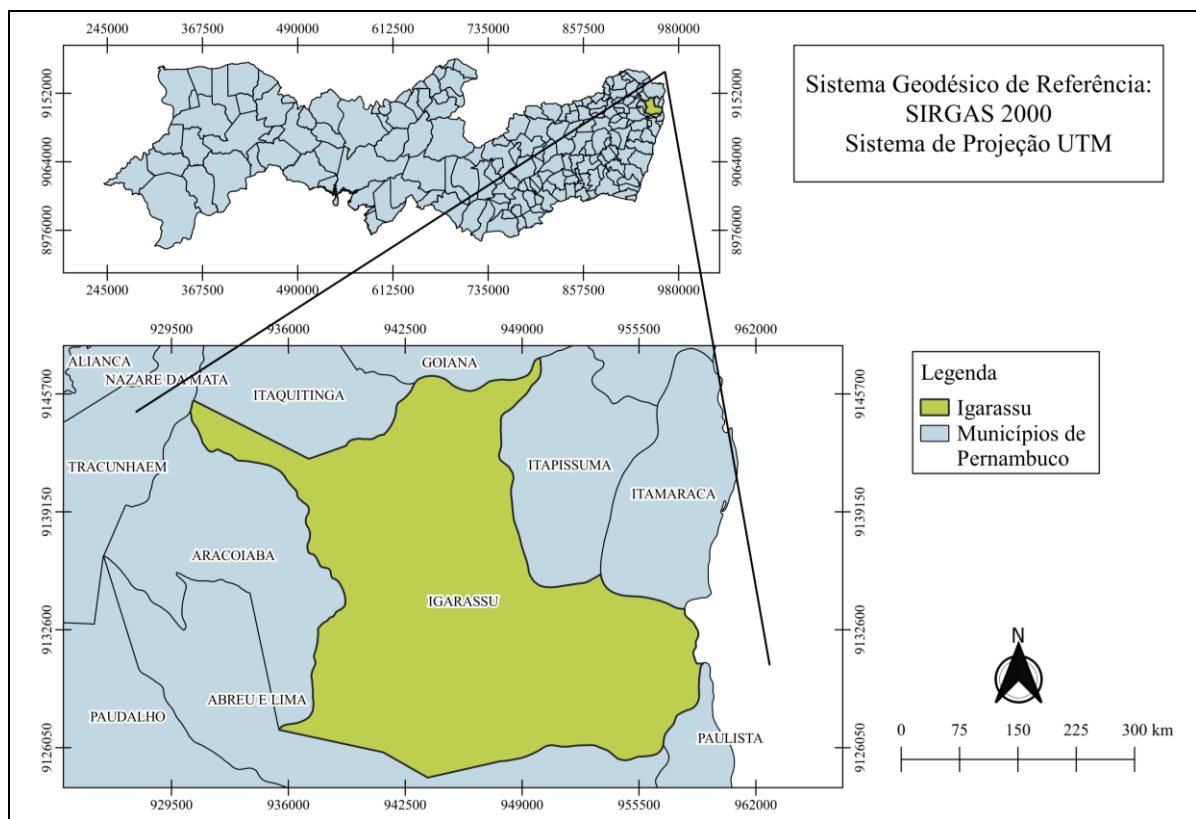 245000 367500 490000 612500 735000 857500 980000
9152000 9152000
9064000 9064000
8976000 8976000
245000 367500 490000 612500 735000 857500 980000
Sistema Geodésico de Referência:
SIRGAS 2000
Sistema de Projeção UTM
929500 936000 942500 949000 955500 962000
ALIANCA
GOIANA
NAZARE DA MATA
ITAQUITINGA
9145700 9145700
TRACUNHAEM
ITAPISSUMA
ITAMARACA
9139150 9139150
ARACOIABA
IGARASSU
9132600 9132600
ABREU E LIMA
PAUDALHO
PAULISTA
9126050 9126050
929500 936000 942500 949000 955500 962000
Legenda
Igarassu
Municípios de
Pernambuco
N
0 75 150 225 300 km